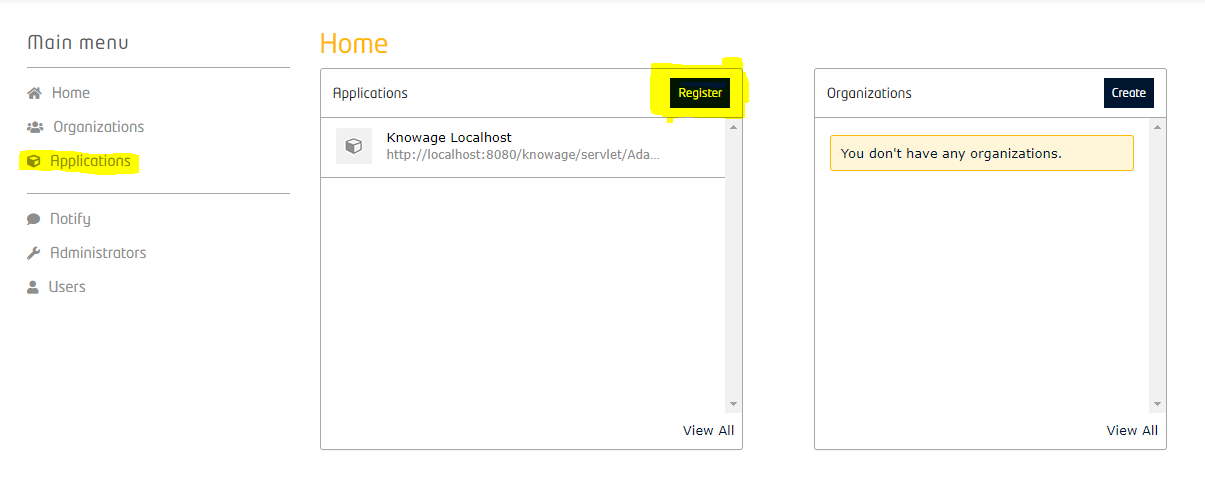 Main menu
Home
Organizations
Applications
Notify
Administrators
Users
Home
Applications
Register
Knowage Localhost
http://localhost:8080/knowage/servlet/Ada...
View All
Organizations
Create
You don't have any organizations.
View All